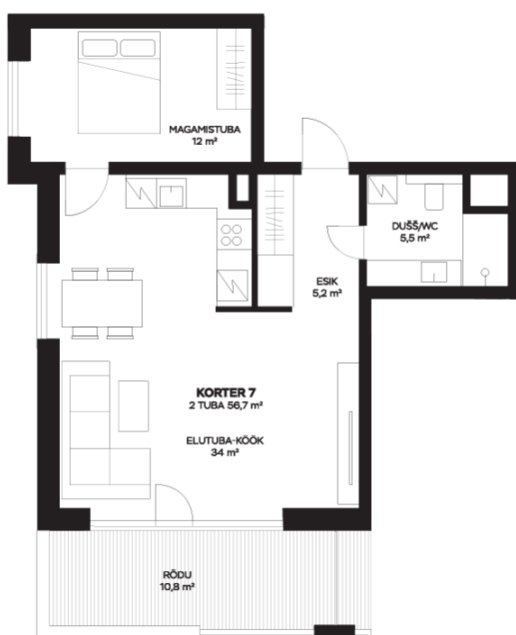 MAGAMISTUBA
12 m²
DUŠŠ/WC
5,5 m²
ESIK
5,2 m²
KORTER 7
2 TUBA 56,7 m²
ELUTUBA-KÖÖK
34 m²
RÕDU
10,8 m²